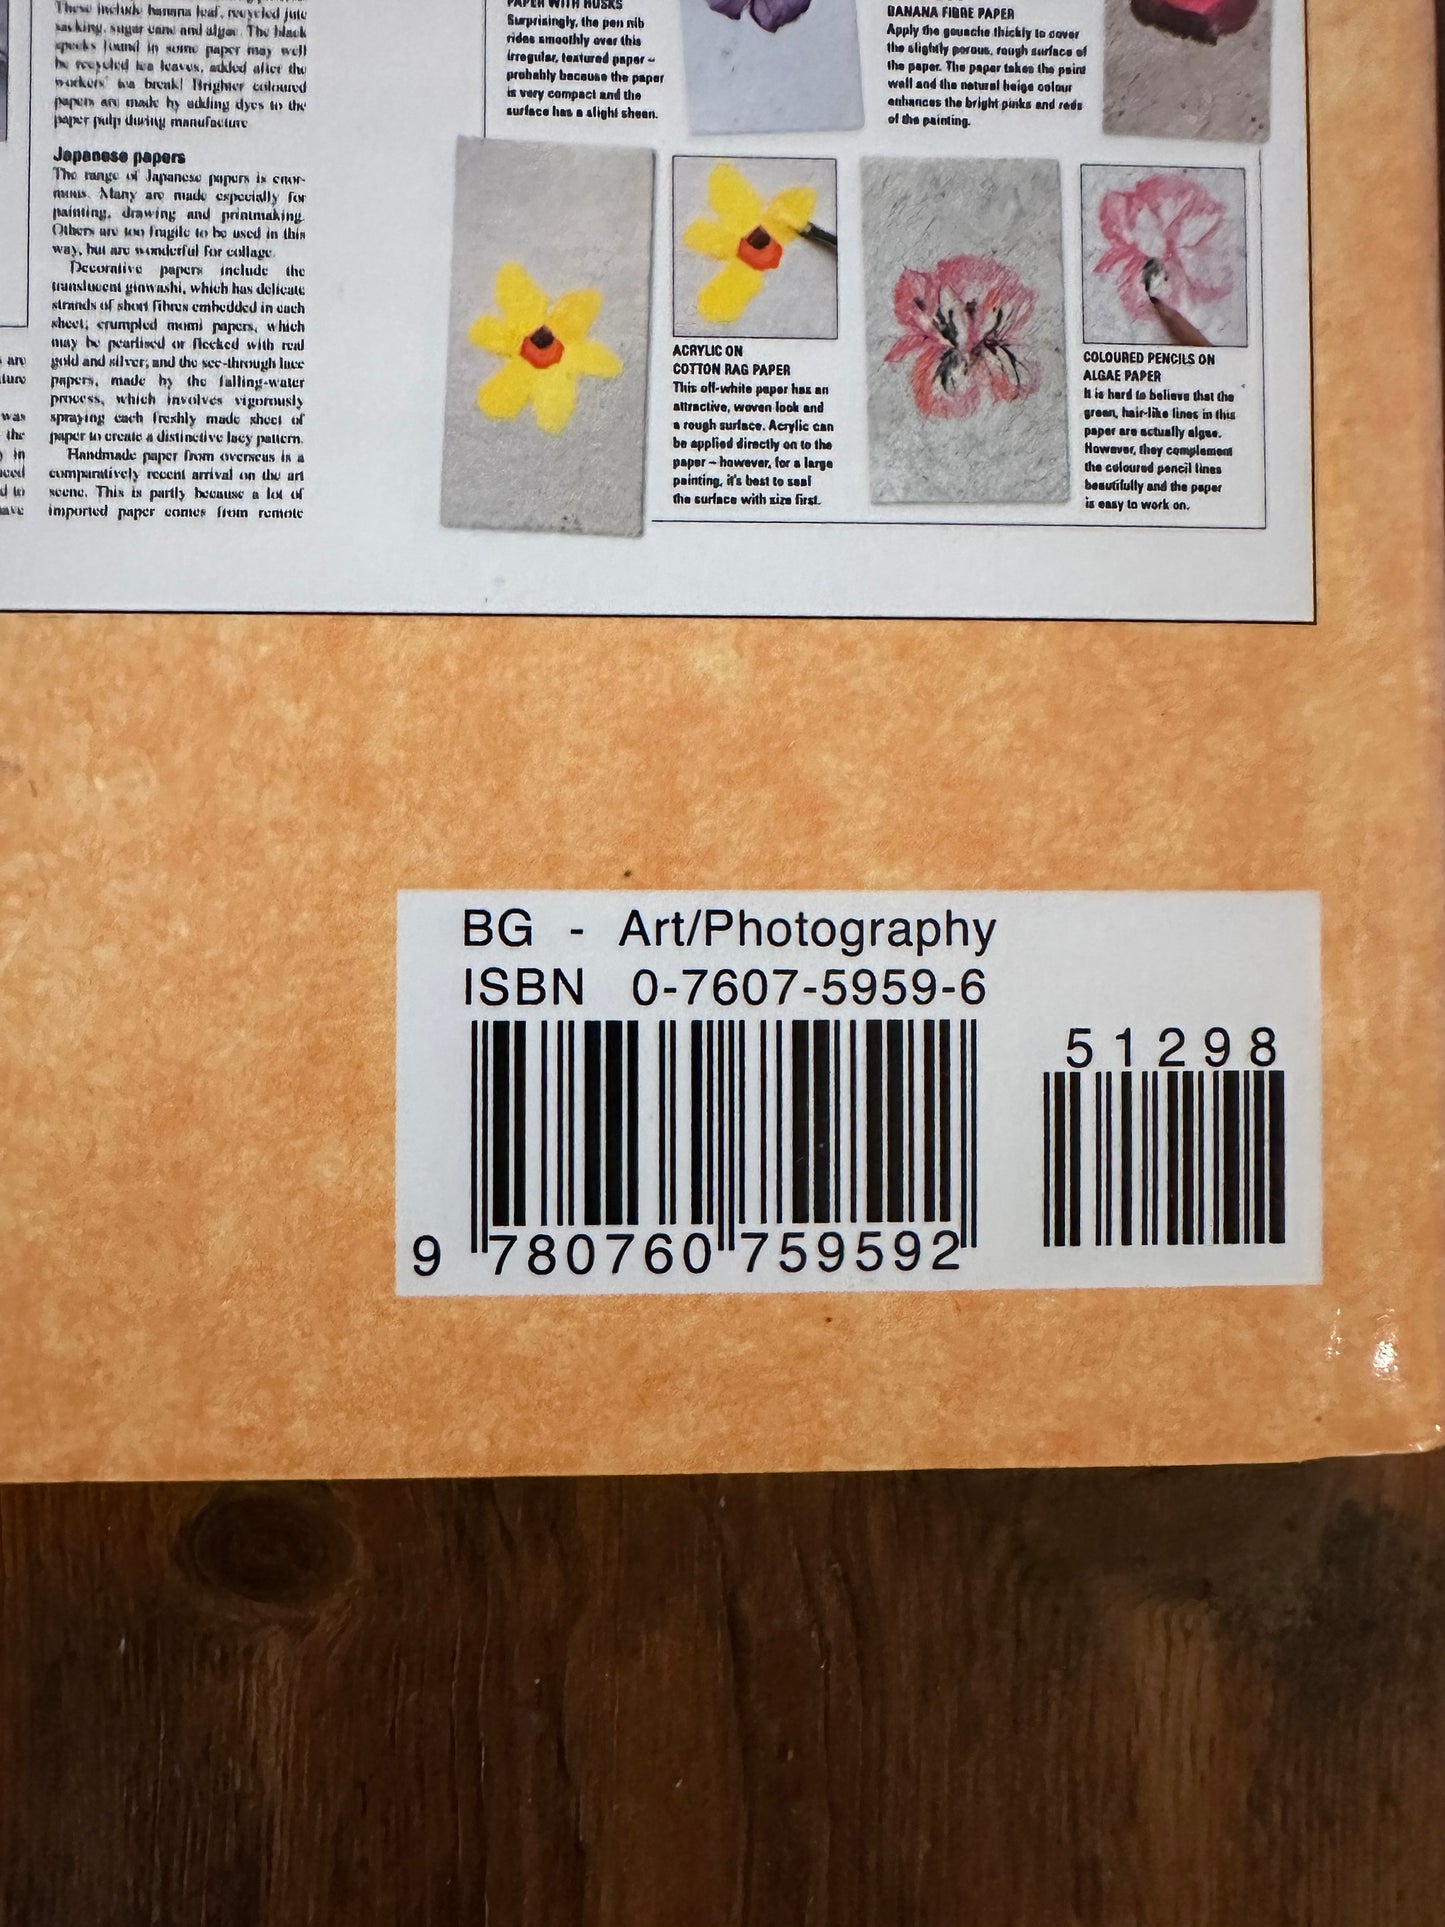 These include banana leaf, recycled jute
sacking, sugar cane and algae. The black
specks found in some paper may well
be recycled tea leaves, added after the
workers' tea break! Brighter coloured
papers are made by adding dyes to the
paper pulp during manufacture
Japanese papers
The range of Japanese papers is enor-
mous. Many are made especially for
painting, drawing and printmaking.
Others are too fragile to be used in this
way, but are wonderful for collage.
Decorative papers include the
translucent ginwashi, which has delicate
strands of short fibres embedded in each
sheet; crumpled momi papers, which
may be pearlised or flecked with real
gold and silver; and the see-through lace
papers, made by the falling-water
process, which involves vigorously
spraying each freshly made sheet of
paper to create a distinctive lacy pattern.
Handmade paper from overseas is a
comparatively recent arrival on the art
scene. This is partly because a lot of
imported paper comes from remote
are
was
the
in
to
PAPER WITH HUSKS
Surprisingly, the pen nib
rides smoothly over this
irregular, textured paper –
probably because the paper
is very compact and the
surface has a slight sheen.
BANANA FIBRE PAPER
Apply the gouache thickly to cover
the slightly porous, rough surface of
the paper. The paper takes the paint
well and the natural beige colour
enhances the bright pinks and reds
of the painting.
ACRYLIC ON
COTTON RAG PAPER
This off-white paper has an
attractive, woven look and
a rough surface. Acrylic can
be applied directly on to the
paper – however, for a large
painting, it's best to seal
the surface with size first.
COLOURED PENCILS ON
ALGAE PAPER
It is hard to believe that the
green, hair-like lines in this
paper are actually algae.
However, they complement
the coloured pencil lines
beautifully and the paper
is easy to work on.
BG - Art/Photography
ISBN 0-7607-5959-6
51298
9 780760 759592